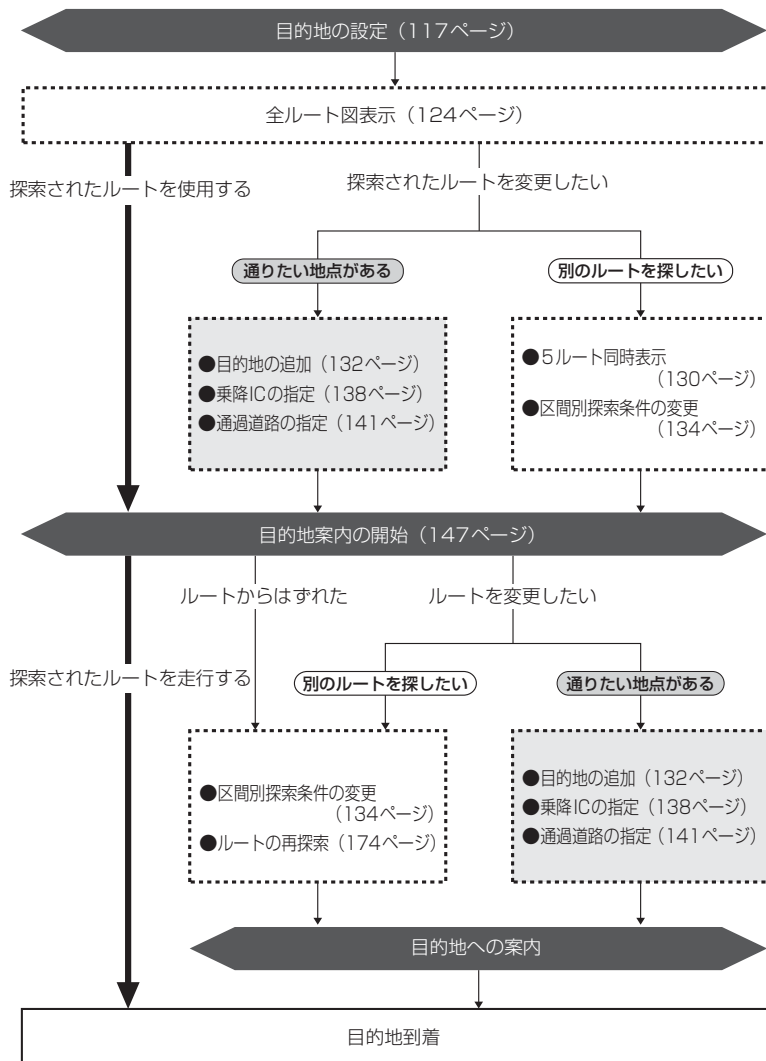 目的地の設定（117ページ）
全ルート図表示（124ページ）
探索されたルートを使用する
探索されたルートを変更したい
通りたい地点がある
別のルートを探したい
●目的地の追加（132ページ）
●乗降ICの指定（138ページ）
●通過道路の指定（141ページ）
●5ルート同時表示
（130ページ）
●区間別探索条件の変更
（134ページ）
目的地案内の開始（147ページ）
ルートからはずれた
ルートを変更したい
探索されたルートを走行する
別のルートを探したい
通りたい地点がある
●区間別探索条件の変更
（134ページ）
●ルートの再探索（174ページ）
●目的地の追加（132ページ）
●乗降ICの指定（138ページ）
●通過道路の指定（141ページ）
目的地への案内
目的地到着